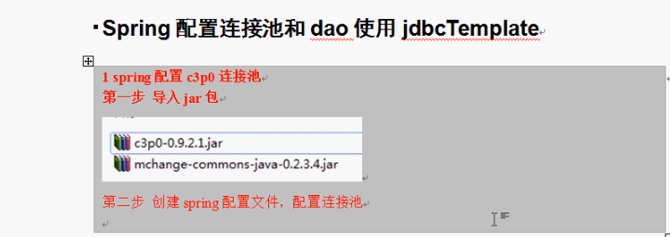 Spring 配置连接池和 dao 使用 jdbcTemplate
1 spring 配置 c3p0 连接池
第一步 导入 jar 包
c3p0-0.9.2.1.jar
mchange-commons-java-0.2.3.4.jar
第二步 创建 spring 配置文件，配置连接池